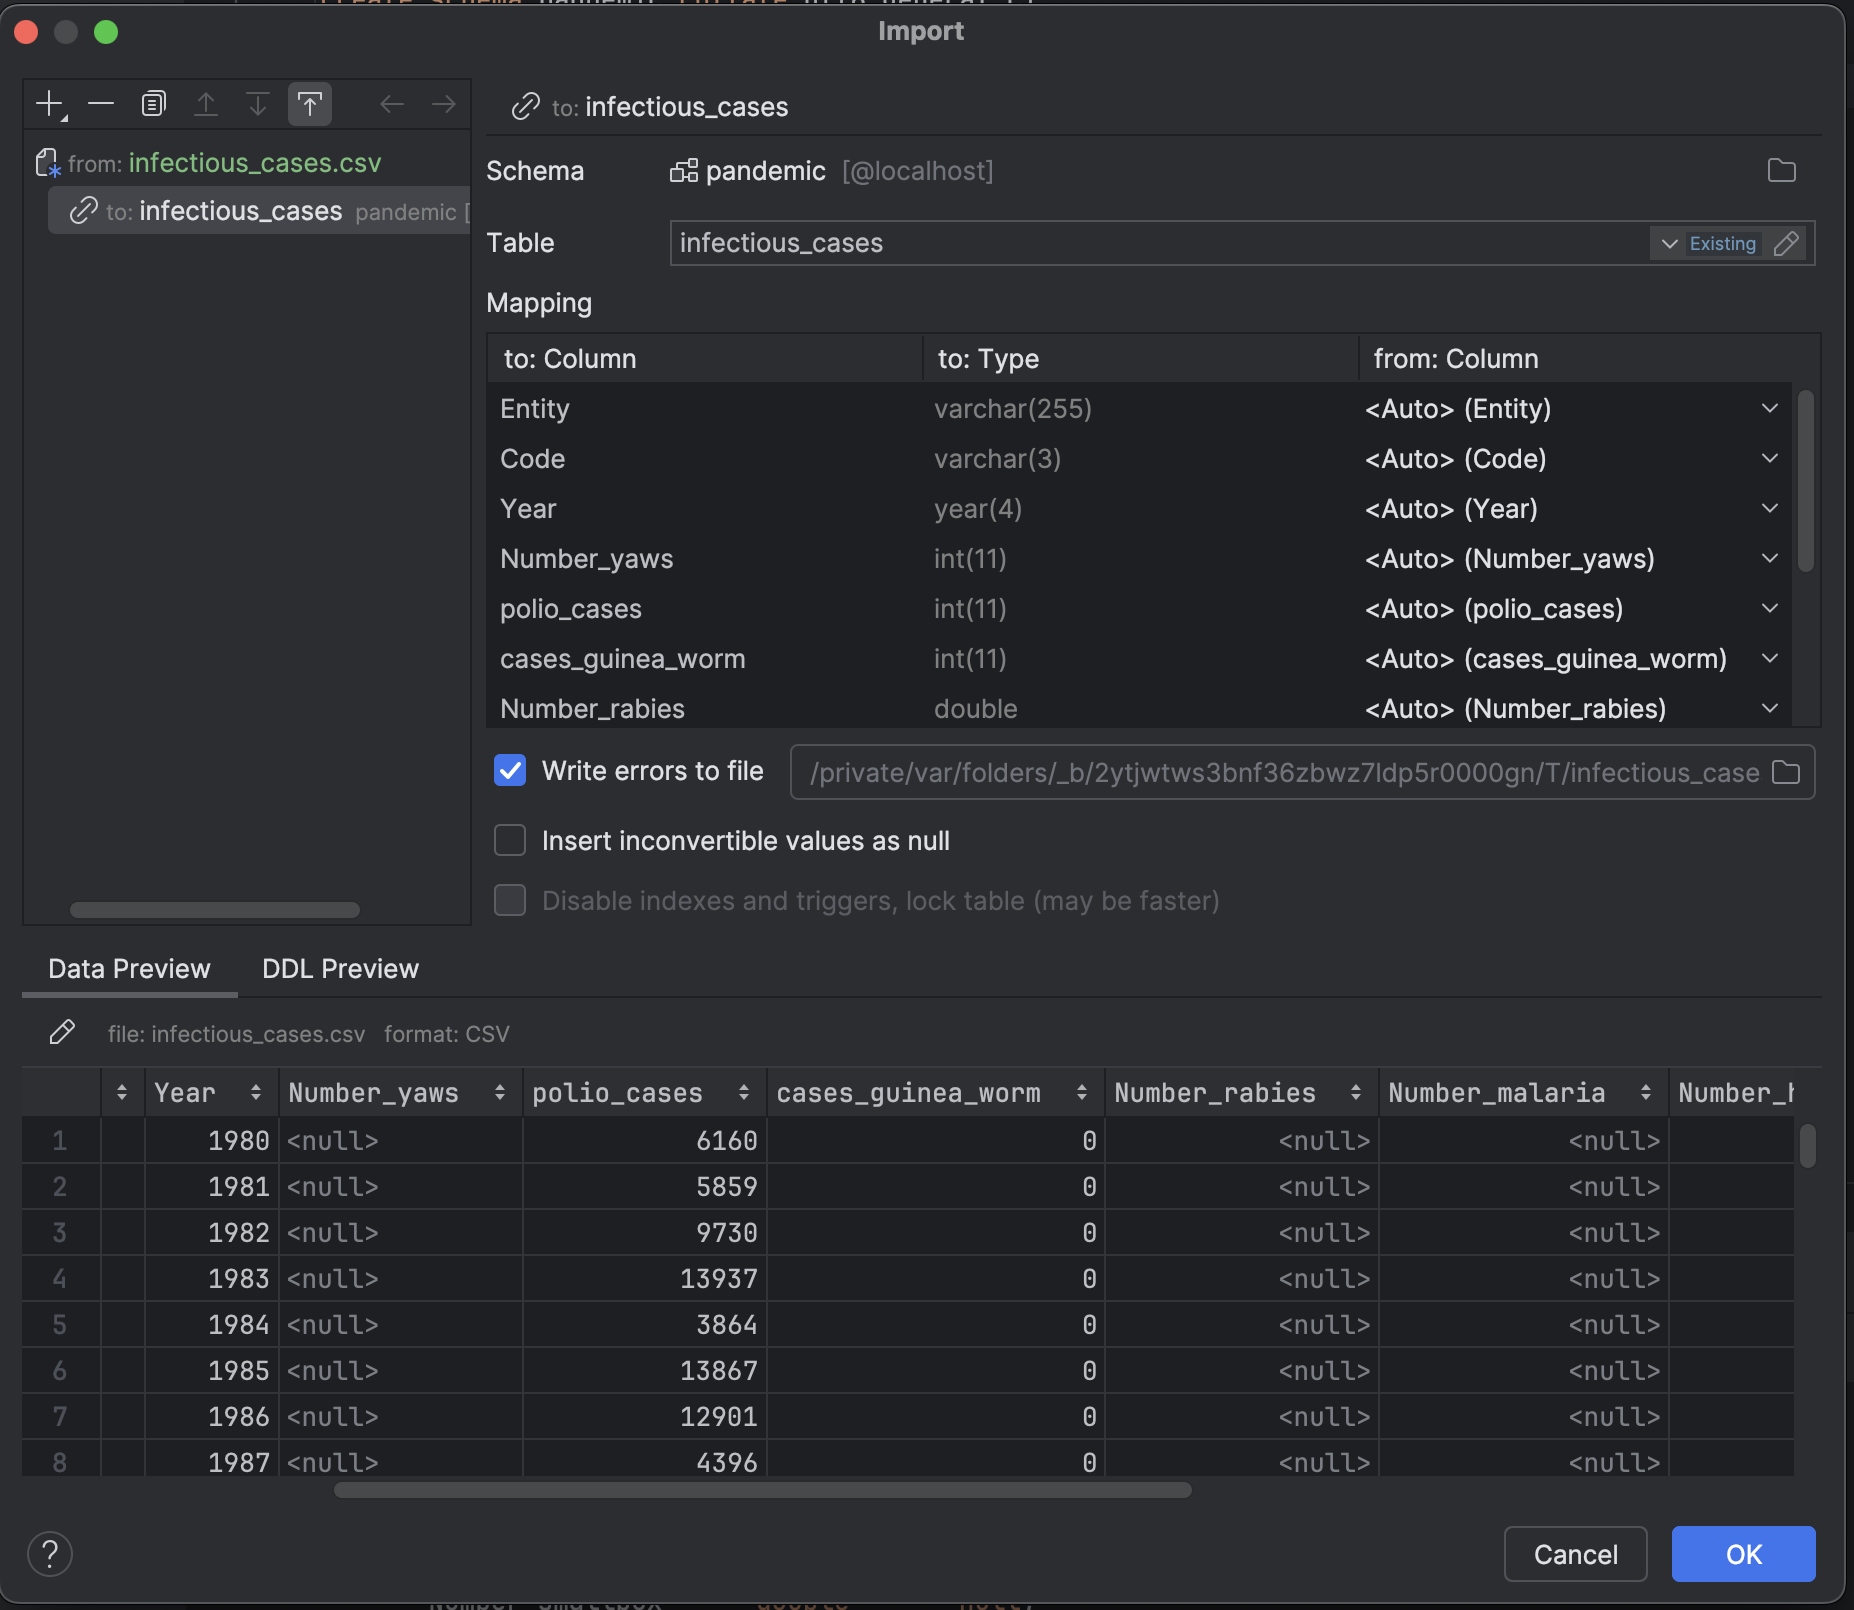 Import
from: infectious_cases.csv
to: infectious_cases pandemic [
to: infectious_cases
Schema pandemic [@localhost]
Table infectious_cases Existing
Mapping
to: Column to: Type from: Column
Entity varchar(255) <Auto> (Entity)
Code varchar(3) <Auto> (Code)
Year year(4) <Auto> (Year)
Number_yaws int(11) <Auto> (Number_yaws)
polio_cases int(11) <Auto> (polio_cases)
cases_guinea_worm int(11) <Auto> (cases_guinea_worm)
Number_rabies double <Auto> (Number_rabies)
Write errors to file /private/var/folders/_b/2ytjwtws3bnf36zbwz7ldp5r0000gn/T/infectious_case
Insert inconvertible values as null
Disable indexes and triggers, lock table (may be faster)
Data Preview DDL Preview
file: infectious_cases.csv format: CSV
Year Number_yaws polio_cases cases_guinea_worm Number_rabies Number_malaria Number_h
1 1980 <null> 6160 0 <null> <null>
2 1981 <null> 5859 0 <null> <null>
3 1982 <null> 9730 0 <null> <null>
4 1983 <null> 13937 0 <null> <null>
5 1984 <null> 3864 0 <null> <null>
6 1985 <null> 13867 0 <null> <null>
7 1986 <null> 12901 0 <null> <null>
8 1987 <null> 4396 0 <null> <null>
? Cancel OK